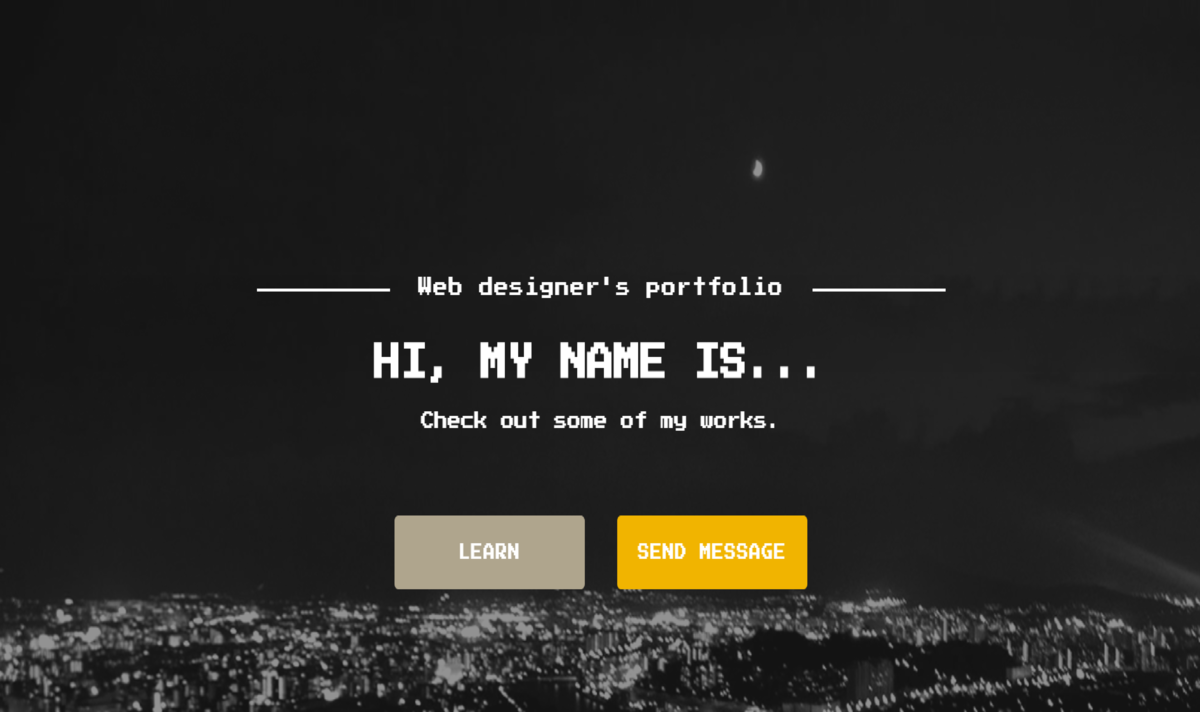 Web designer's portfolio
HI, MY NAME IS...
Check out some of my works.
LEARN
SEND MESSAGE